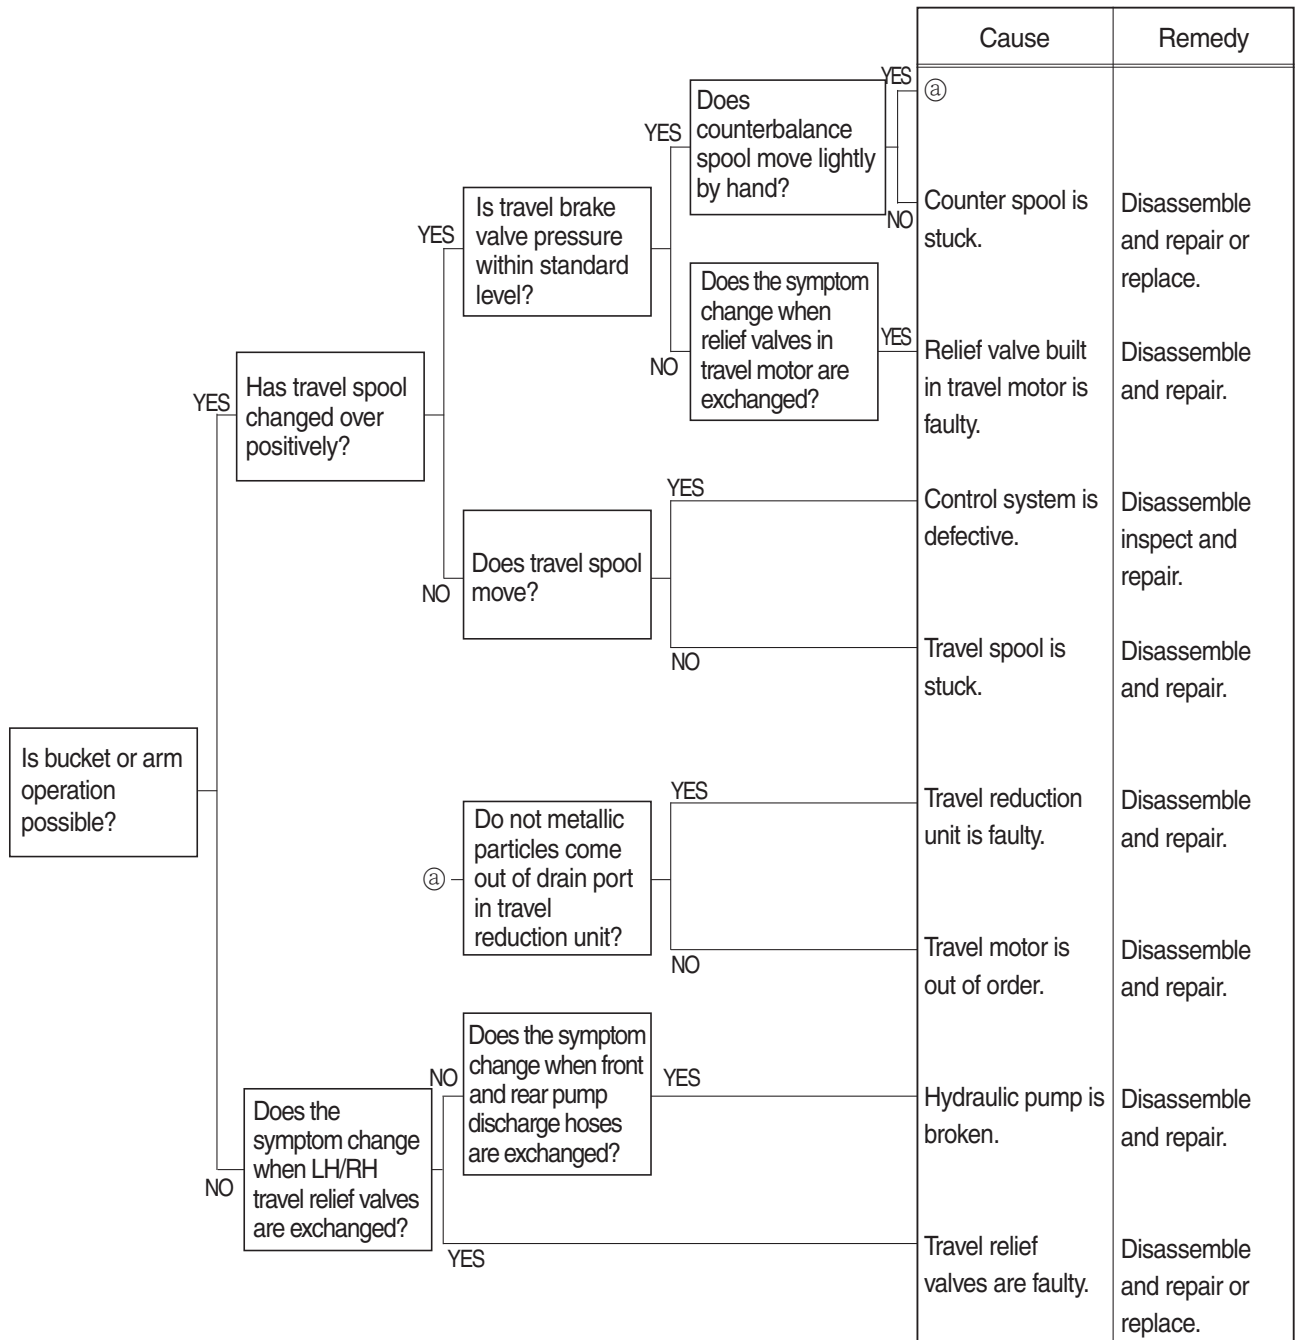 Cause
Remedy
YES
ⓐ
Does
counterbalance
spool move lightly
by hand?
YES
NO
Counter spool is
stuck.
Disassemble
and repair or
replace.
Is travel brake
valve pressure
within standard
level?
YES
Does the symptom
change when
relief valves in
travel motor are
exchanged?
NO
YES
Relief valve built
in travel motor is
faulty.
Disassemble
and repair.
Has travel spool
changed over
positively?
YES
YES
Control system is
defective.
Disassemble
inspect and
repair.
Does travel spool
move?
NO
NO
Travel spool is
stuck.
Disassemble
and repair.
Is bucket or arm
operation
possible?
YES
Travel reduction
unit is faulty.
Disassemble
and repair.
Do not metallic
particles come
out of drain port
in travel
reduction unit?
ⓐ
NO
Travel motor is
out of order.
Disassemble
and repair.
Does the symptom
change when front
and rear pump
discharge hoses
are exchanged?
NO
YES
Hydraulic pump is
broken.
Disassemble
and repair.
Does the
symptom change
when LH/RH
travel relief valves
are exchanged?
NO
YES
Travel relief
valves are faulty.
Disassemble
and repair or
replace.